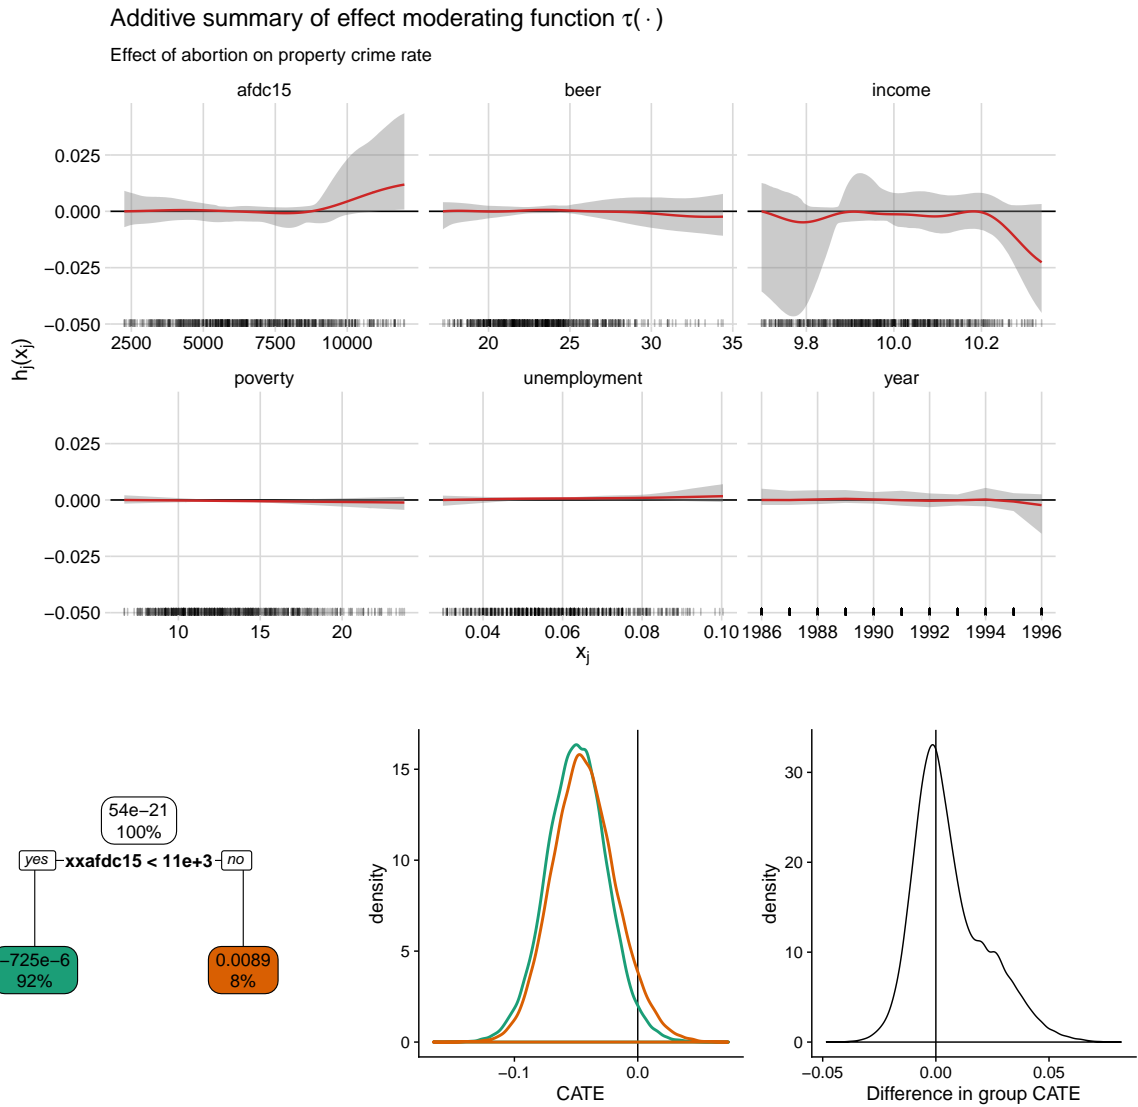 Additive summary of effect moderating function τ( · )
Effect of abortion on property crime rate
afdc15 beer income
0.025
0.000
−0.025
−0.050
2500 5000 7500 10000 20 25 30 35 9.8 10.0 10.2
hj(xj)
poverty unemployment year
0.025
0.000
−0.025
−0.050
10 15 20 0.04 0.06 0.08 0.10 1986 1988 1990 1992 1994 1996
xj
54e−21
100%
yes xxafdc15 < 11e+3 no
−725e−6
92%
0.0089
8%
15
10
5
0
density
−0.1 0.0
CATE
30
20
10
0
density
−0.05 0.00 0.05
Difference in group CATE